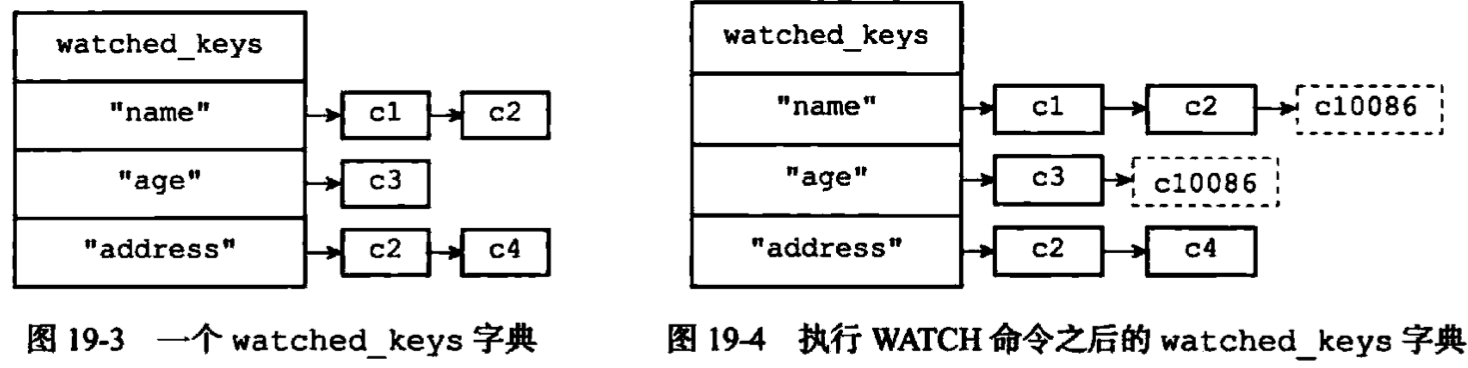 watched_keys
"name" c1 c2
"age" c3
"address" c2 c4
图 19-3 一个 watched_keys 字典
watched_keys
"name" c1 c2 c10086
"age" c3 c10086
"address" c2 c4
图 19-4 执行 WATCH 命令之后的 watched_keys 字典